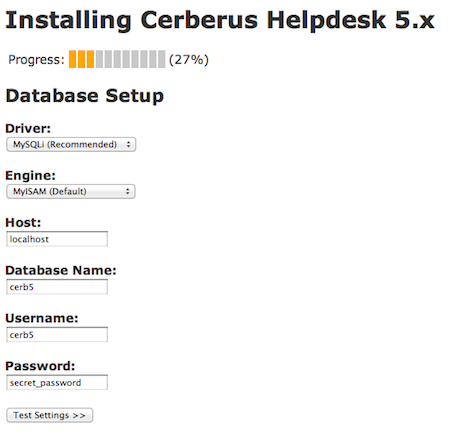 Installing Cerberus Helpdesk 5.x
Progress: (27%)
Database Setup
Driver:
MySQLi (Recommended)
Engine:
MyISAM (Default)
Host:
localhost
Database Name:
cerb5
Username:
cerb5
Password:
secret_password
Test Settings >>